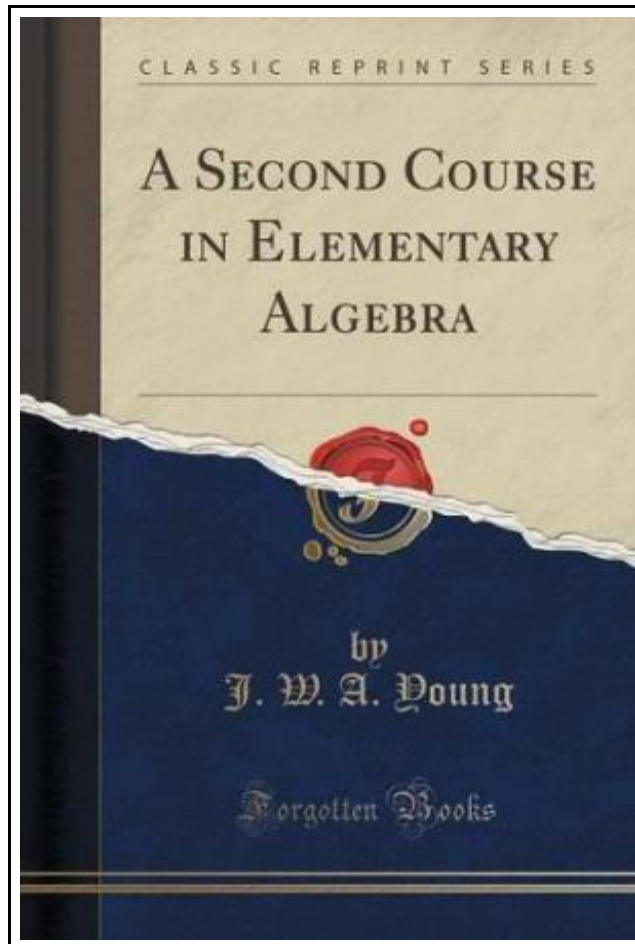 CLASSIC REPRINT SERIES
A SECOND COURSE
IN ELEMENTARY
ALGEBRA
by
J. W. A. Young
Forgotten Books